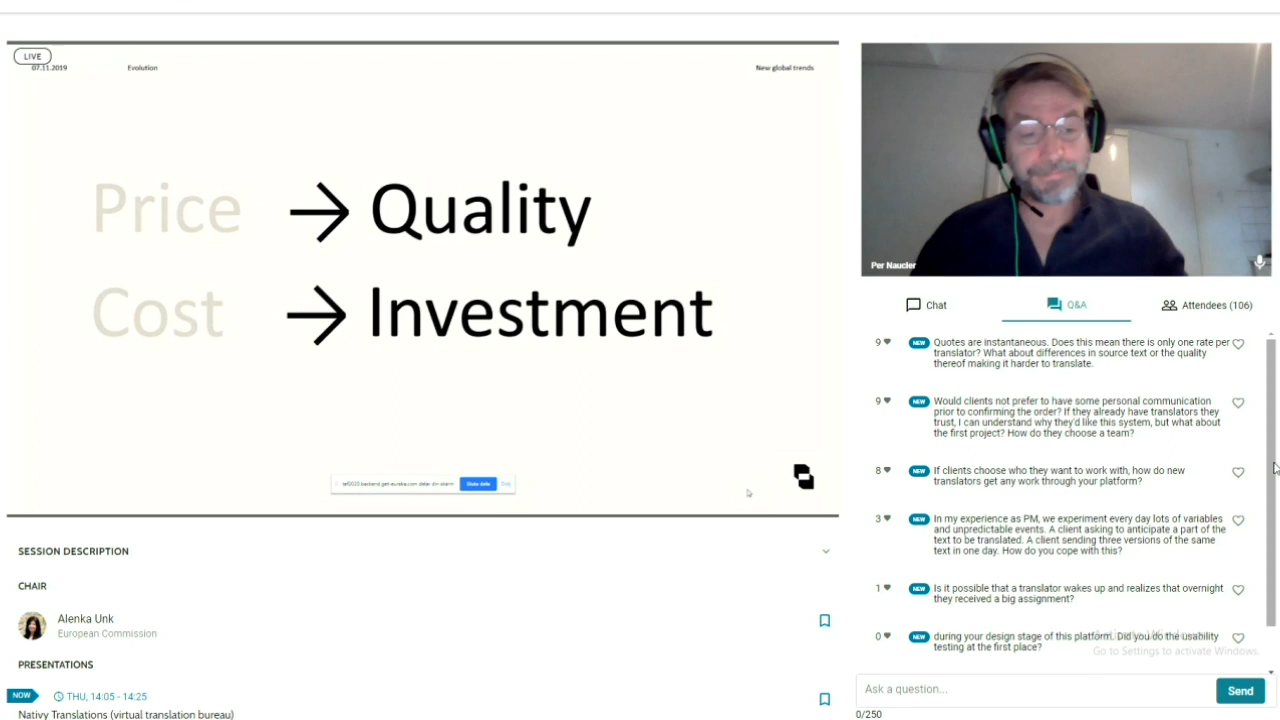 LIVE
07.11.2019
Evolution
New global trends
Price → Quality
Cost → Investment
Sluta dela
Per Naucler
Chat
Q&A
Attendees (106)
9
NEW
Quotes are instantaneous. Does this mean there is only one rate per
translator? What about differences in source text or the quality
thereof making it harder to translate.
9
NEW
Would clients not prefer to have some personal communication
prior to confirming the order? If they already have translators they
trust, I can understand why they'd like this system, but what about
the first project? How do they choose a team?
8
NEW
If clients choose who they want to work with, how do new
translators get any work through your platform?
3
NEW
In my experience as PM, we experiment every day lots of variables
and unpredictable events. A client asking to anticipate a part of the
text to be translated. A client sending three versions of the same
text in one day. How do you cope with this?
1
NEW
Is it possible that a translator wakes up and realizes that overnight
they received a big assignment?
0
NEW
during your design stage of this platform. Did you do the usability
testing at the first place?
Activate Windows
Go to Settings to activate Windows.
Ask a question...
Send
0/250
SESSION DESCRIPTION
CHAIR
Alenka Unk
European Commission
PRESENTATIONS
NOW
THU, 14:05 - 14:25
Nativy Translations (virtual translation bureau)